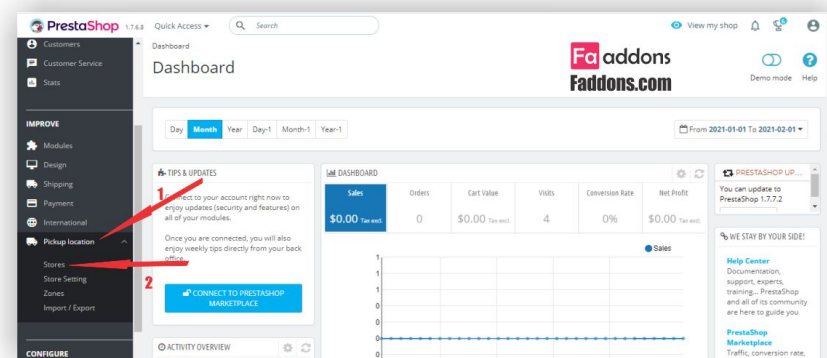 PrestaShop 1.7.6.8 Quick Access Search View my shop
Customers
Customer Service
Stats
IMPROVE
Modules
Design
Shipping
Payment
International
Pickup location
Stores
Store Setting
Zones
Import / Export
CONFIGURE
Dashboard
Dashboard
Fa addons
Faddons.com
Demo mode Help
Day Month Year Day-1 Month-1 Year-1
From 2021-01-01 To 2021-02-01
TIPS & UPDATES
1
Connect to your account right now to
enjoy updates (security and features) on
all of your modules.
Once you are connected, you will also
enjoy weekly tips directly from your back
office.
2
CONNECT TO PRESTASHOP
MARKETPLACE
ACTIVITY OVERVIEW
DASHBOARD
Sales Orders Cart Value Visits Conversion Rate Net Profit
$0.00 Tax excl. 0 $0.00 Tax excl. 4 0% $0.00 Tax excl.
Sales
1
1
1
0
0
0
0
PRESTASHOP UP...
You can update to
PrestaShop 1.7.7.2
WE STAY BY YOUR SIDE!
Help Center
Documentation,
support, experts,
training... PrestaShop
and all of its community
are here to guide you
PrestaShop
Marketplace
Traffic, conversion rate,